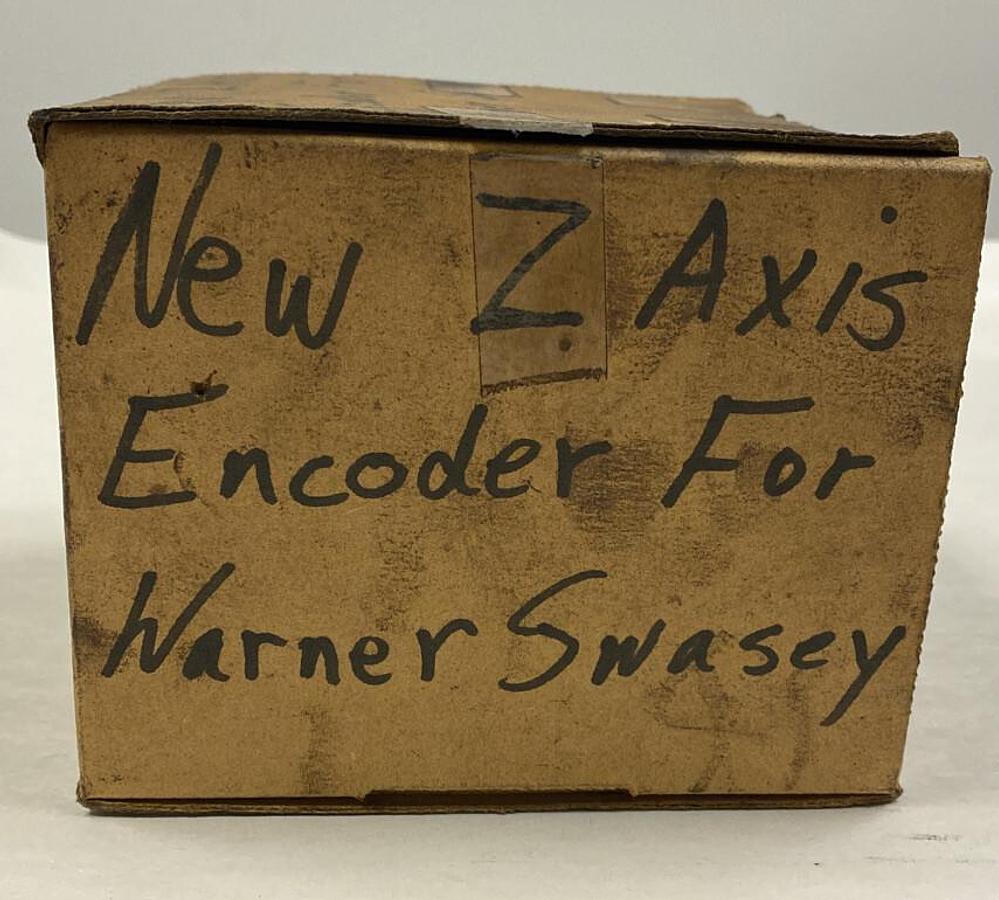 New Z Axis
Encoder For
Warner Swasey